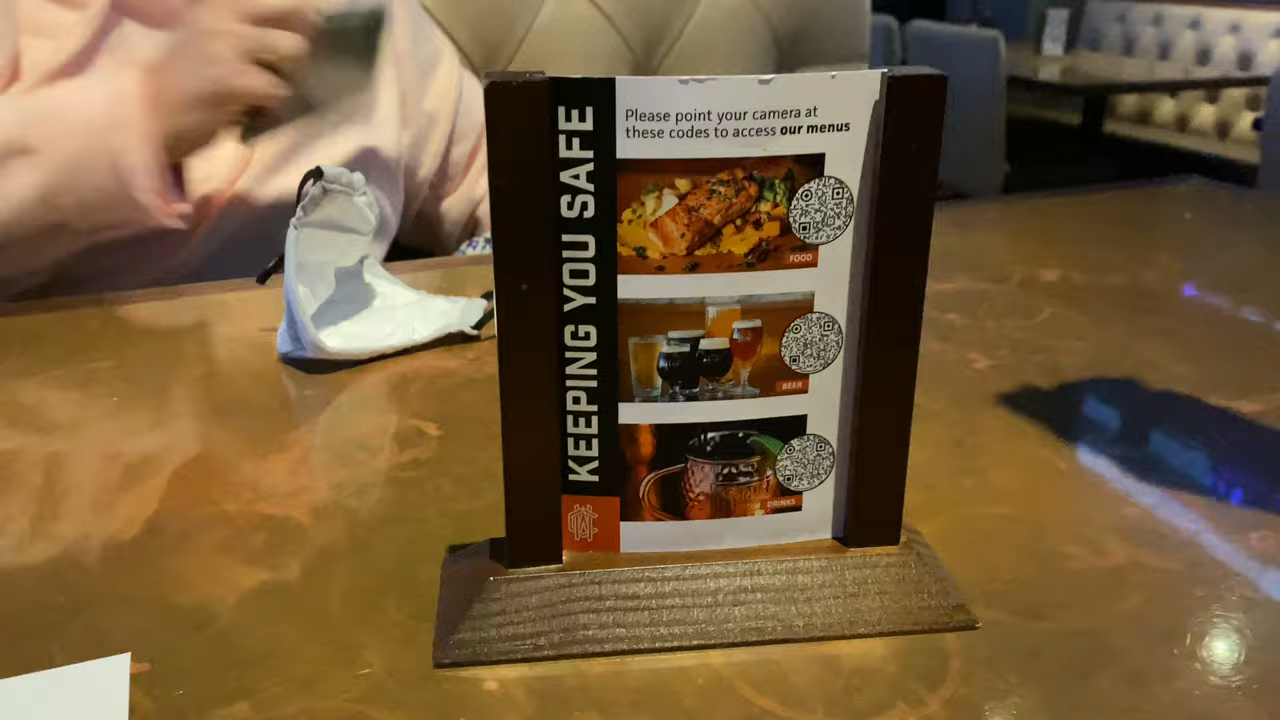 KEEPING YOU SAFE
Please point your camera at
these codes to access our menus
FOOD
BEER
DRINKS